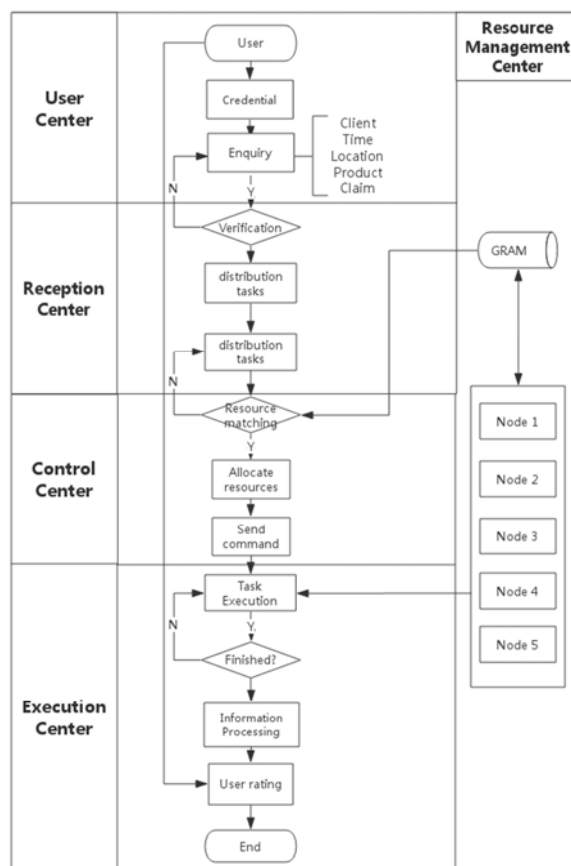 User
Center
User
Credential
Enquiry
Client
Time
Location
Product
Claim
N
Y.
Resource
Management
Center
Reception
Center
Verification
distribution
tasks
distribution
tasks
N
GRAM
Control
Center
Resource
matching
Y
Allocate
resources
Send
command
Node 1
Node 2
Node 3
Node 4
Node 5
Execution
Center
Task
Execution
N
Y.
Finished?
Information
Processing
User rating
End